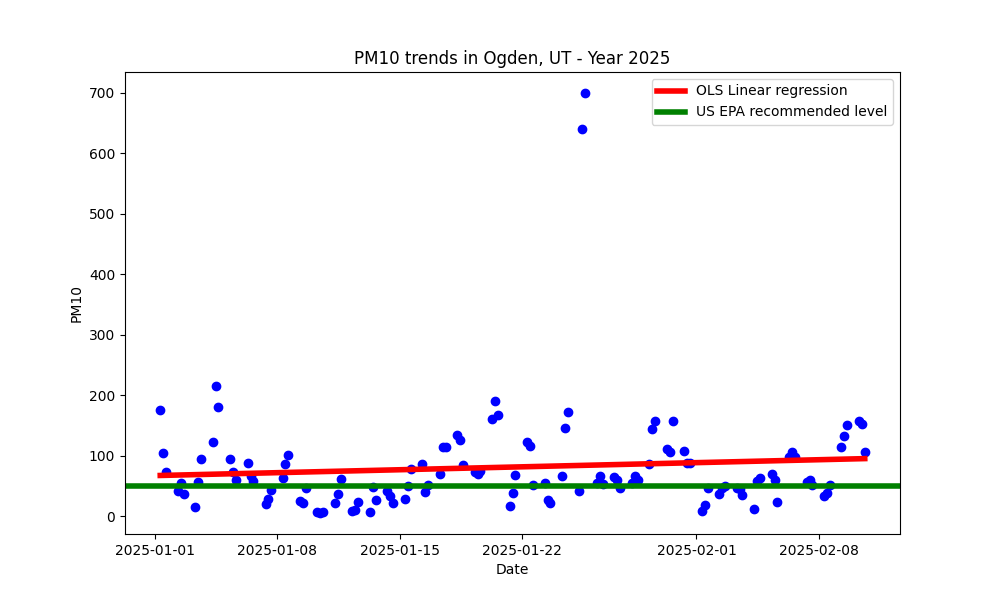 PM10 trends in Ogden, UT - Year 2025
OLS Linear regression
US EPA recommended level
PM10
700
600
500
400
300
200
100
0
2025-01-01
2025-01-08
2025-01-15
2025-01-22
2025-02-01
2025-02-08
Date